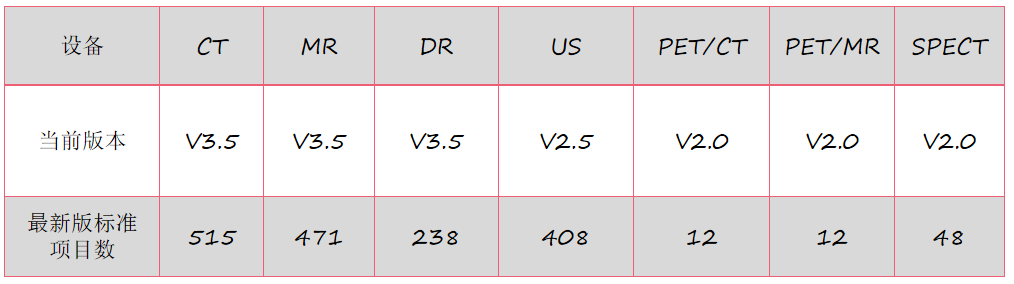 设备 CT MR DR US PET/CT PET/MR SPECT
当前版本 V3.5 V3.5 V3.5 V2.5 V2.0 V2.0 V2.0
最新版标准
项目数 515 471 238 408 12 12 48